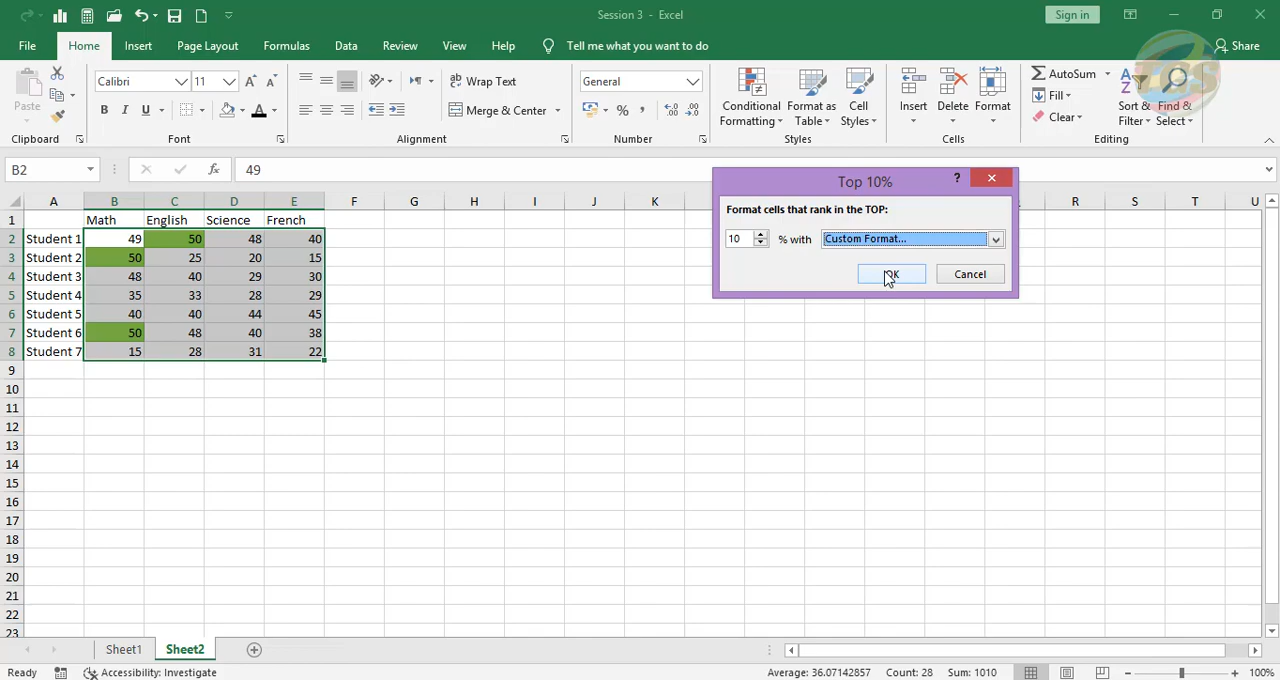 Session 3 - Excel
Sign in
File Home Insert Page Layout Formulas Data Review View Help Tell me what you want to do Share
Paste
Clipboard
Calibri 11
B I U
Font
Wrap Text
Merge & Center
Alignment
General
Number
Conditional Formatting
Format as Table
Cell Styles
Styles
Insert Delete Format
Cells
AutoSum
Fill
Clear
Sort & Filter
Find & Select
Editing
B2 fx 49
Top 10%
Format cells that rank in the TOP:
10 % with Custom Format...
OK Cancel
A B C D E F G H I J K R S T U
1 Math English Science French
2 Student 1 49 50 48 40
3 Student 2 50 25 20 15
4 Student 3 48 40 29 30
5 Student 4 35 33 28 29
6 Student 5 40 40 44 45
7 Student 6 50 48 40 38
8 Student 7 15 28 31 22
9
10
11
12
13
14
15
16
17
18
19
20
21
22
23
Sheet1 Sheet2
Ready Accessibility: Investigate Average: 36.07142857 Count: 28 Sum: 1010 100%